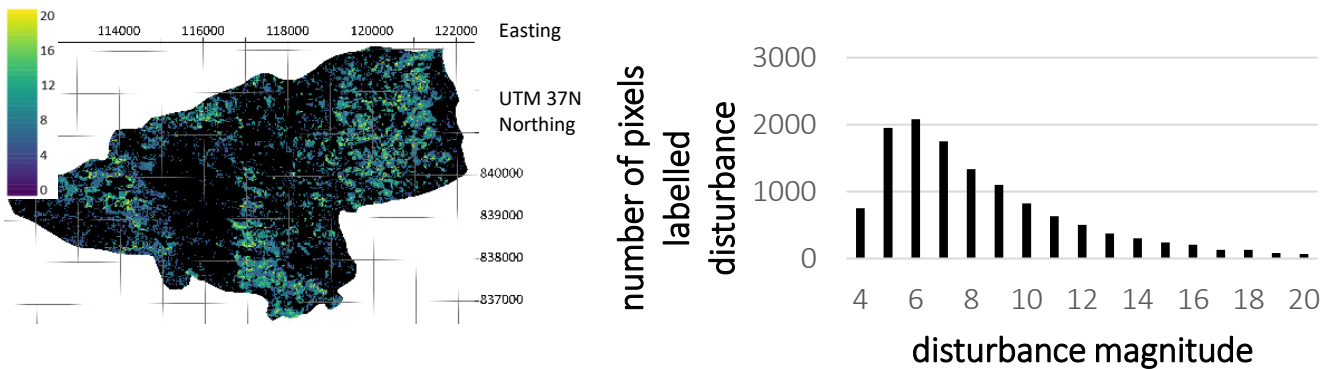 20
16
12
8
4
0
114000 116000 118000 120000 122000
Easting
UTM 37N
Northing
840000
839000
838000
837000
number of pixels
labelled
disturbance
3000
2000
1000
0
4 6 8 10 12 14 16 18 20
disturbance magnitude